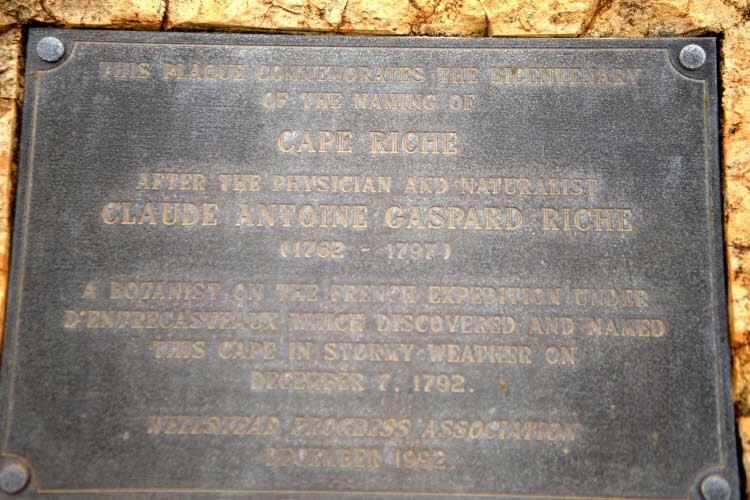 THIS PLAQUE COMMEMORATES THE BICENTENARY
OF THE NAMING OF
CAPE RICHE
AFTER THE PHYSICIAN AND NATURALIST
CLAUDE ANTOINE GASPARD RICHE
(1762 - 1797)
A BOTANIST ON THE FRENCH EXPEDITION UNDER
D'ENTRECASTEAUX WHICH DISCOVERED AND NAMED
THIS CAPE IN STORMY WEATHER ON
DECEMBER 7, 1792.
WELLSTEAD PROGRESS ASSOCIATION
DECEMBER 1992.